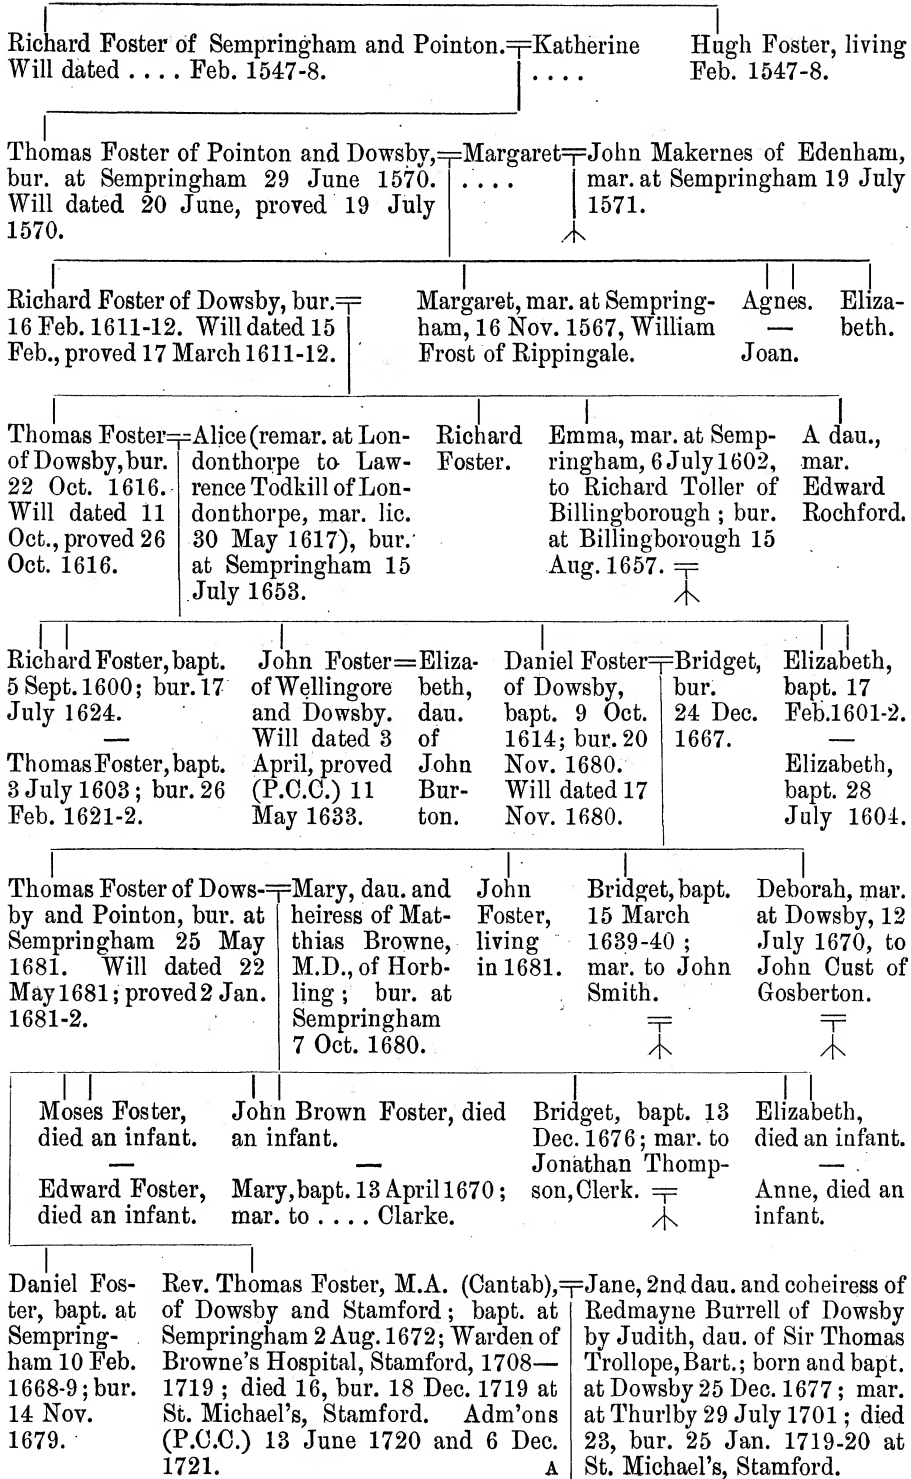 Richard Foster of Sempringham and Pointon.
Will dated .... Feb. 1547-8.
Katherine
....
Hugh Foster, living
Feb. 1547-8.
Thomas Foster of Pointon and Dowsby,
bur. at Sempringham 29 June 1570.
Will dated 20 June, proved 19 July
1570.
Margaret
....
John Makernes of Edenham,
mar. at Sempringham 19 July
1571.
Richard Foster of Dowsby, bur.
16 Feb. 1611-12. Will dated 15
Feb., proved 17 March 1611-12.
Margaret, mar. at Sempring-
ham, 16 Nov. 1567, William
Frost of Rippingale.
Agnes.
—
Joan.
Eliza-
beth.
Thomas Foster
of Dowsby, bur.
22 Oct. 1616.
Will dated 11
Oct., proved 26
Oct. 1616.
Alice (remar. at Lon-
donthorpe to Law-
rence Todkill of Lon-
donthorpe, mar. lic.
30 May 1617), bur.
at Sempringham 15
July 1653.
Richard
Foster.
Emma, mar. at Semp-
ringham, 6 July 1602,
to Richard Toller of
Billingborough ; bur.
at Billingborough 15
Aug. 1657.
A dau.,
mar.
Edward
Rochford.
Richard Foster, bapt.
5 Sept. 1600; bur. 17
July 1624.
—
Thomas Foster, bapt.
3 July 1603 ; bur. 26
Feb. 1621-2.
John Foster
of Wellingore
and Dowsby.
Will dated 3
April, proved
(P.C.C.) 11
May 1633.
Eliza-
beth,
dau.
of
John
Bur-
ton.
Daniel Foster
of Dowsby,
bapt. 9 Oct.
1614; bur. 20
Nov. 1680.
Will dated 17
Nov. 1680.
Bridget,
bur.
24 Dec.
1667.
Elizabeth,
bapt. 17
Feb. 1601-2.
—
Elizabeth,
bapt. 28
July 1604.
Thomas Foster of Dows-
by and Pointon, bur. at
Sempringham 25 May
1681. Will dated 22
May 1681 ; proved 2 Jan.
1681-2.
Mary, dau. and
heiress of Mat-
thias Browne,
M.D., of Horb-
ling ; bur. at
Sempringham
7 Oct. 1680.
John
Foster,
living
in 1681.
Bridget, bapt.
15 March
1639-40 ;
mar. to John
Smith.
Deborah, mar.
at Dowsby, 12
July 1670, to
John Cust of
Gosberton.
Moses Foster,
died an infant.
—
Edward Foster,
died an infant.
John Brown Foster, died
an infant.
—
Mary, bapt. 13 April 1670 ;
mar. to .... Clarke.
Bridget, bapt. 13
Dec. 1676 ; mar. to
Jonathan Thomp-
son, Clerk.
Elizabeth,
died an infant.
—
Anne, died an
infant.
Daniel Fos-
ter, bapt. at
Sempring-
ham 10 Feb.
1668-9 ; bur.
14 Nov.
1679.
Rev. Thomas Foster, M.A. (Cantab),
of Dowsby and Stamford ; bapt. at
Sempringham 2 Aug. 1672; Warden of
Browne's Hospital, Stamford, 1708—
1719 ; died 16, bur. 18 Dec. 1719 at
St. Michael's, Stamford. Adm'ons
(P.C.C.) 13 June 1720 and 6 Dec.
1721. A
Jane, 2nd dau. and coheiress of
Redmayne Burrell of Dowsby
by Judith, dau. of Sir Thomas
Trollope, Bart.; born and bapt.
at Dowsby 25 Dec. 1677 ; mar.
at Thurlby 29 July 1701 ; died
23, bur. 25 Jan. 1719-20 at
St. Michael's, Stamford.